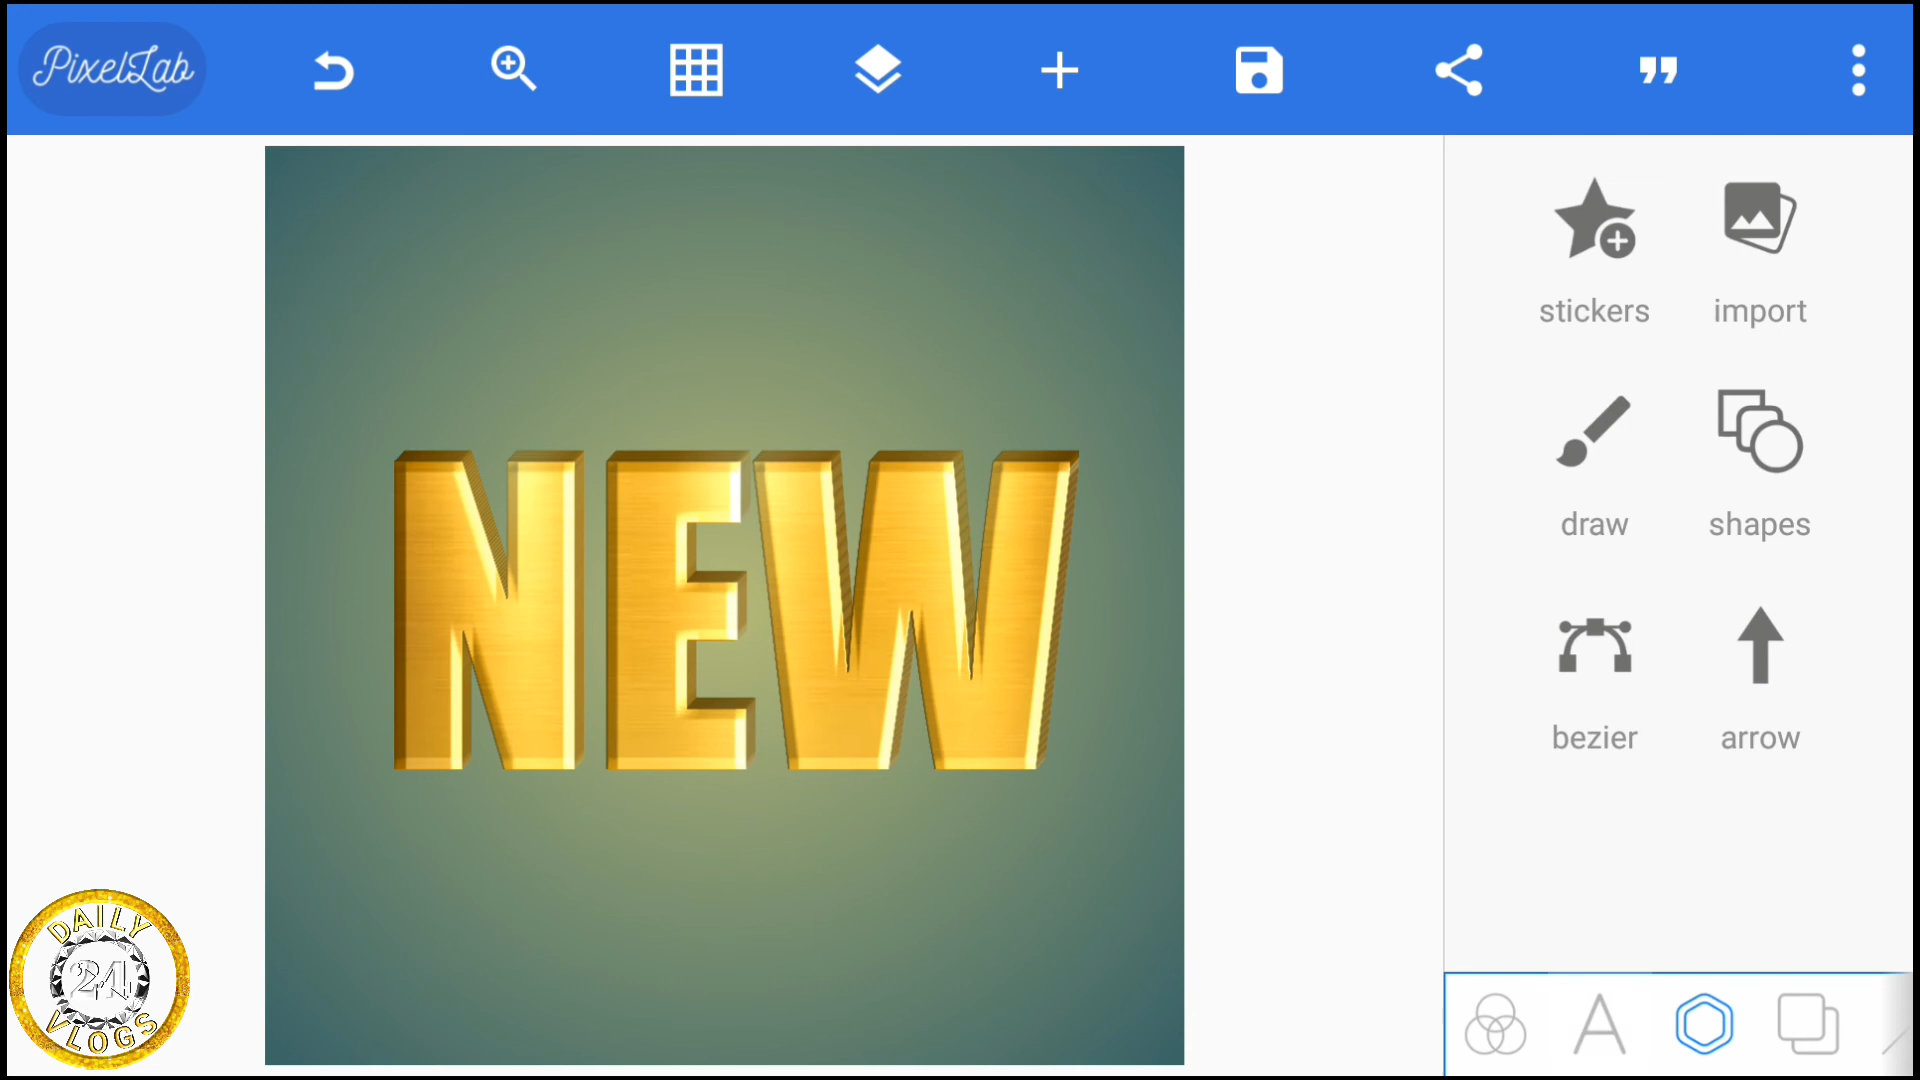 PixelLab
stickers
import
draw
shapes
NEW
bezier
arrow
DAILY
24
VLOGS